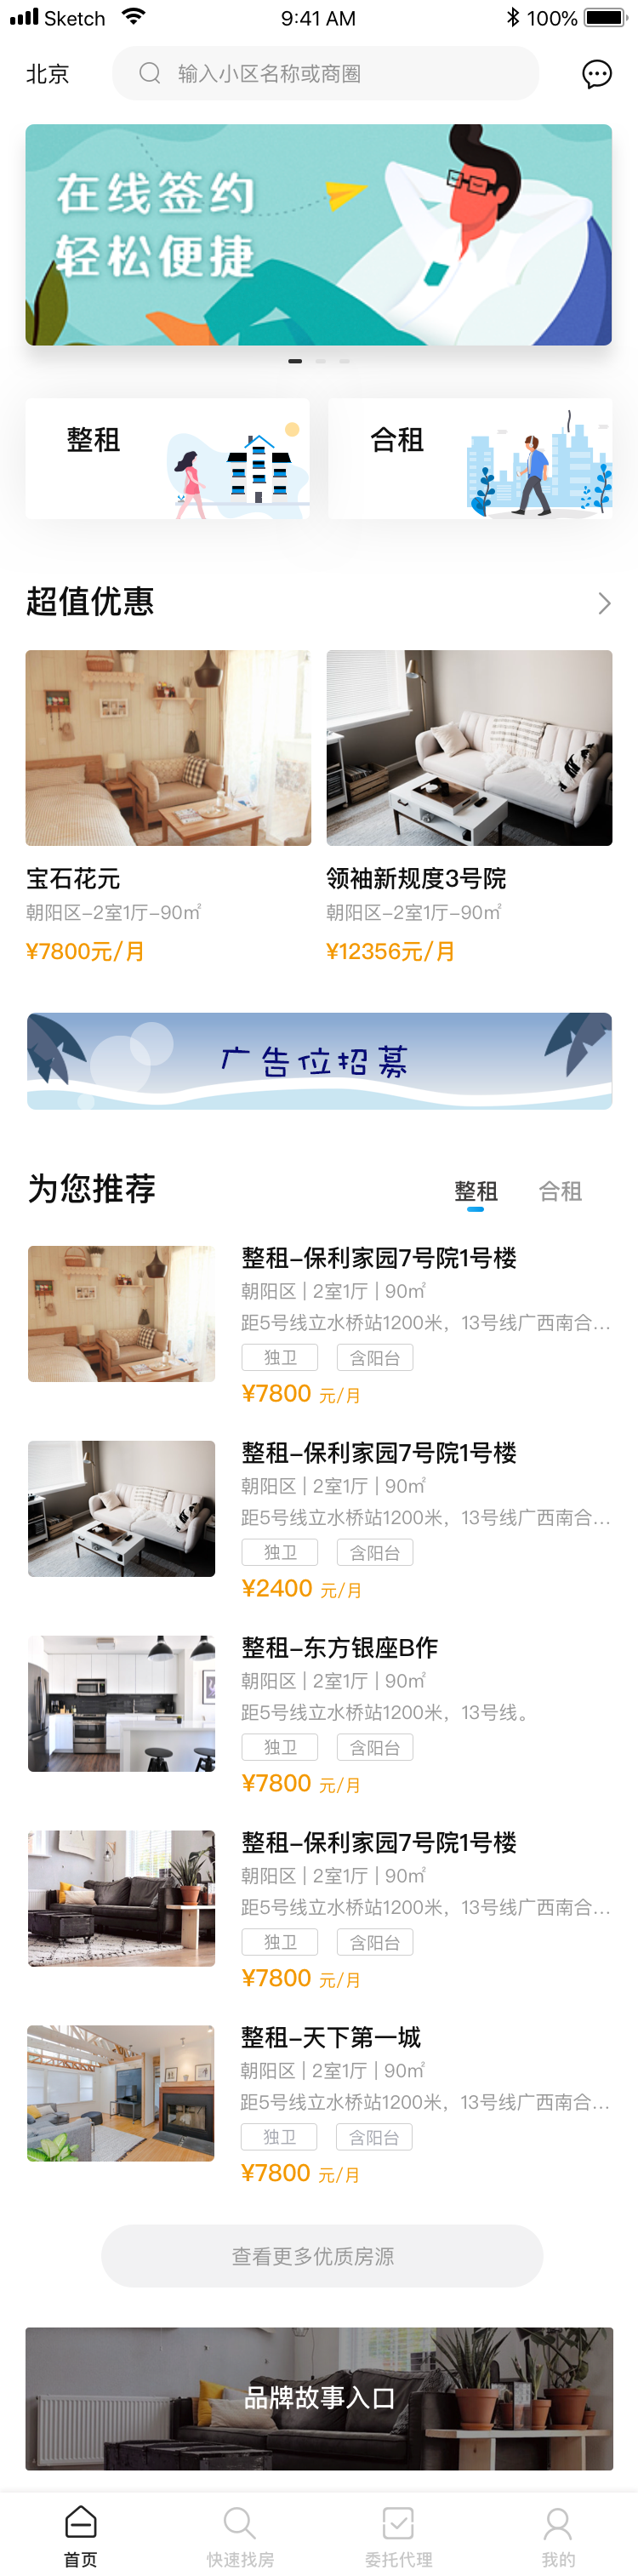 Sketch 9:41 AM 100%
北京 输入小区名称或商圈
在线签约
轻松便捷
整租 合租
超值优惠
宝石花元 领袖新规度3号院
朝阳区-2室1厅-90㎡ 朝阳区-2室1厅-90㎡
¥7800元/月 ¥12356元/月
广告位招募
为您推荐 整租 合租
整租-保利家园7号院1号楼
朝阳区 | 2室1厅 | 90㎡
距5号线立水桥站1200米，13号线广西南合...
独卫 含阳台
¥7800 元/月
整租-保利家园7号院1号楼
朝阳区 | 2室1厅 | 90㎡
距5号线立水桥站1200米，13号线广西南合...
独卫 含阳台
¥2400 元/月
整租-东方银座B作
朝阳区 | 2室1厅 | 90㎡
距5号线立水桥站1200米，13号线。
独卫 含阳台
¥7800 元/月
整租-保利家园7号院1号楼
朝阳区 | 2室1厅 | 90㎡
距5号线立水桥站1200米，13号线广西南合...
独卫 含阳台
¥7800 元/月
整租-天下第一城
朝阳区 | 2室1厅 | 90㎡
距5号线立水桥站1200米，13号线广西南合...
独卫 含阳台
¥7800 元/月
查看更多优质房源
品牌故事入口
首页 快速找房 委托代理 我的